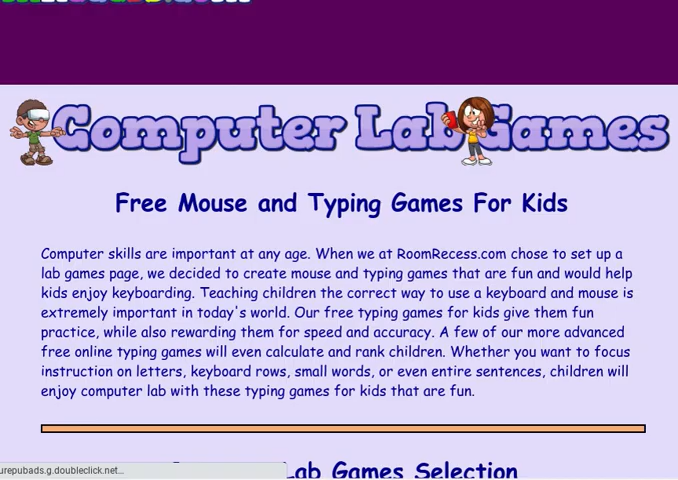 Computer Lab Games
Free Mouse and Typing Games For Kids
Computer skills are important at any age. When we at RoomRecess.com chose to set up a
lab games page, we decided to create mouse and typing games that are fun and would help
kids enjoy keyboarding. Teaching children the correct way to use a keyboard and mouse is
extremely important in today's world. Our free typing games for kids give them fun
practice, while also rewarding them for speed and accuracy. A few of our more advanced
free online typing games will even calculate and rank children. Whether you want to focus
instruction on letters, keyboard rows, small words, or even entire sentences, children will
enjoy computer lab with these typing games for kids that are fun.
Lab Games Selection
urepubads.g.doubleclick.net...